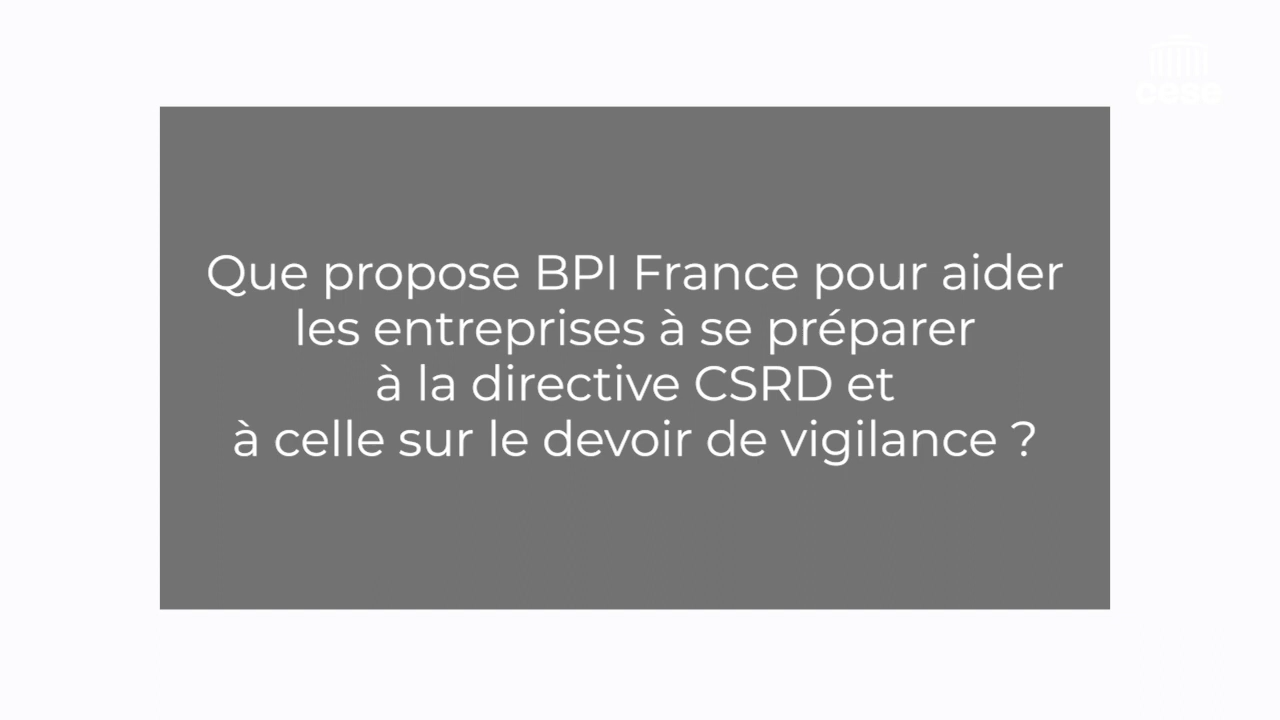 cese
Que propose BPI France pour aider
les entreprises à se préparer
à la directive CSRD et
à celle sur le devoir de vigilance ?